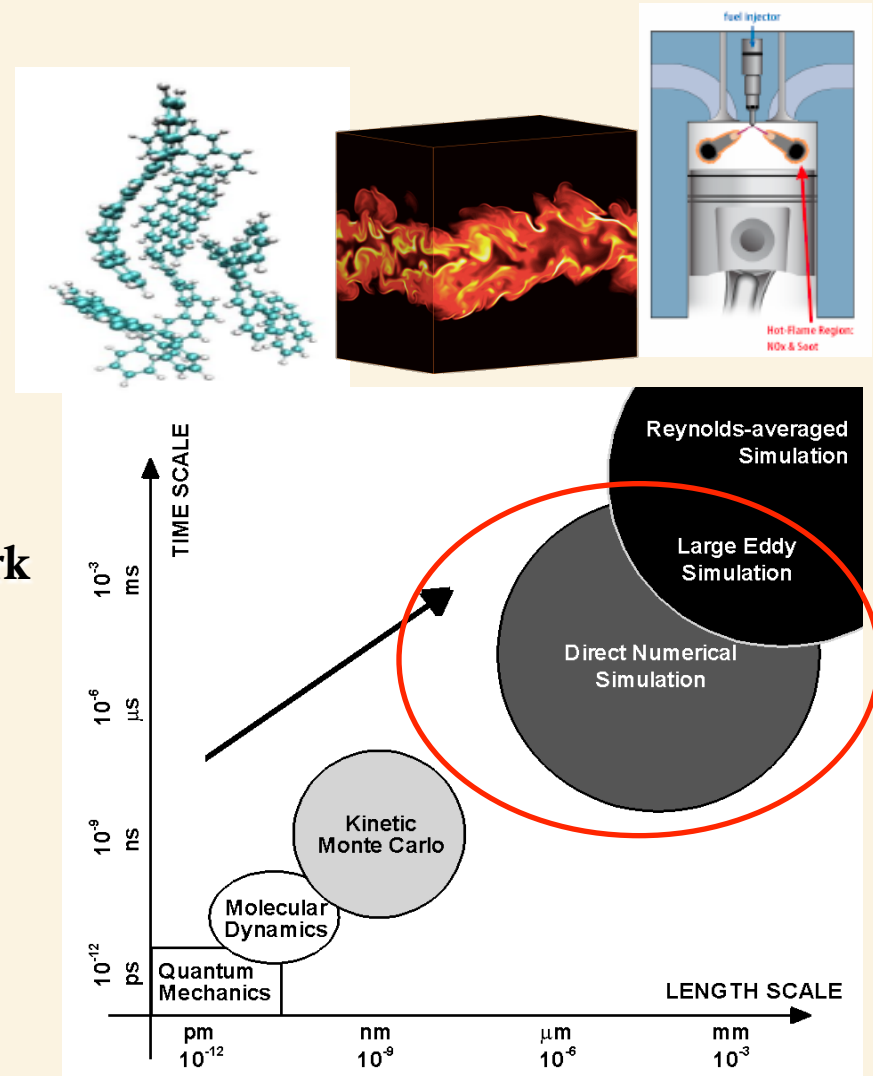 fuel injector
Hot-Flame Region:
NOx & Soot
TIME SCALE
Reynolds-averaged
Simulation
Large Eddy
Simulation
rk
10-3
ms
Direct Numerical
Simulation
10-6
μs
Kinetic
Monte Carlo
10-9
ns
Molecular
Dynamics
10-12
ps
Quantum
Mechanics
LENGTH SCALE
pm
nm
μm
mm
10-12
10-9
10-6
10-3